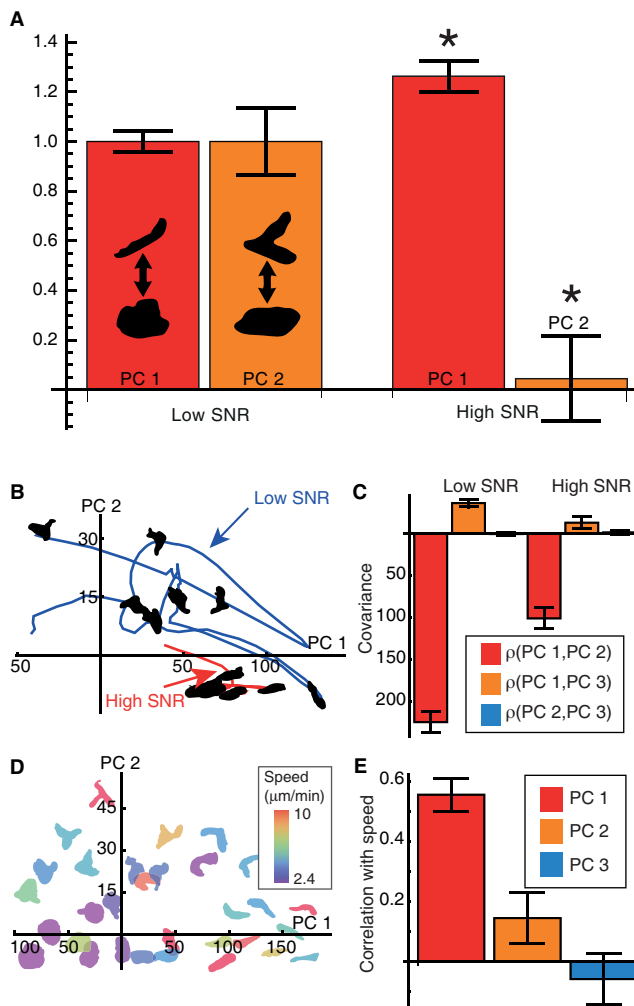 A
1.4
1.2
1.0
0.8
0.6
0.4
0.2
*
*
PC 1
PC 2
PC 1
PC 2
Low SNR
High SNR
B
PC 2
Low SNR
30
15
PC 1
50
50
100
High SNR
C
Low SNR
High SNR
Covariance
50
100
150
200
ρ(PC 1,PC 2)
ρ(PC 1,PC 3)
ρ(PC 2,PC 3)
D
PC 2
Speed
(μm/min)
10
2.4
45
30
15
PC 1
100
50
50
100
150
E
0.6
0.2
Correlation with speed
PC 1
PC 2
PC 3